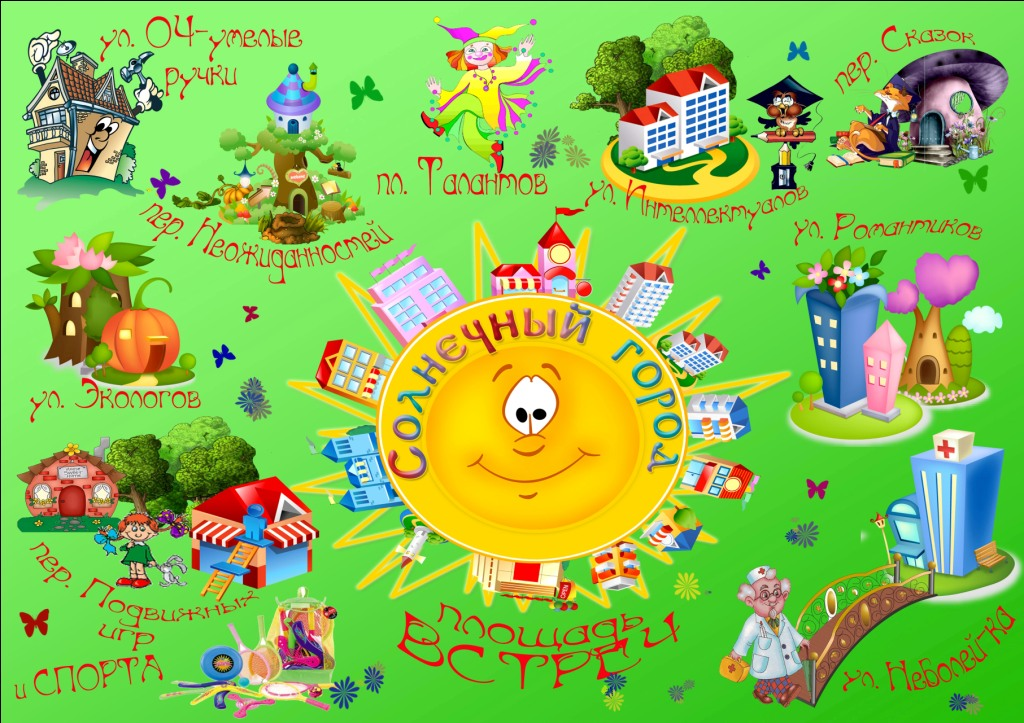 ул. ОЧ-умелые
ручки
пер. Неожиданностей
пл. Талантов
ул. Интеллектуалов
пер. Сказок
ул. Романтиков
ул. Экологов
Солнечный город
пер. Подвижных
игр
и СПОРТА
площадь
ВСТРЕЧ
ул. НеБолейка